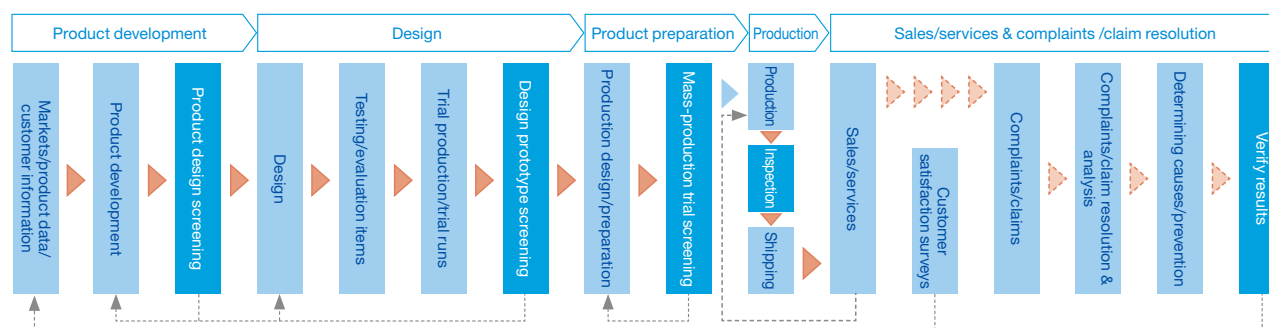 Product development
Design
Product preparation
Production
Sales/services & complaints /claim resolution
Markets/product data/
customer information
Product development
Product design screening
Design
Testing/evaluation items
Trial production/trial runs
Design prototype screening
Production design/preparation
Mass-production trial screening
Production
Inspection
Shipping
Sales/services
Customer
satisfaction surveys
Complaints/claims
Complaints/claim resolution &
analysis
Determining causes/prevention
Verify results